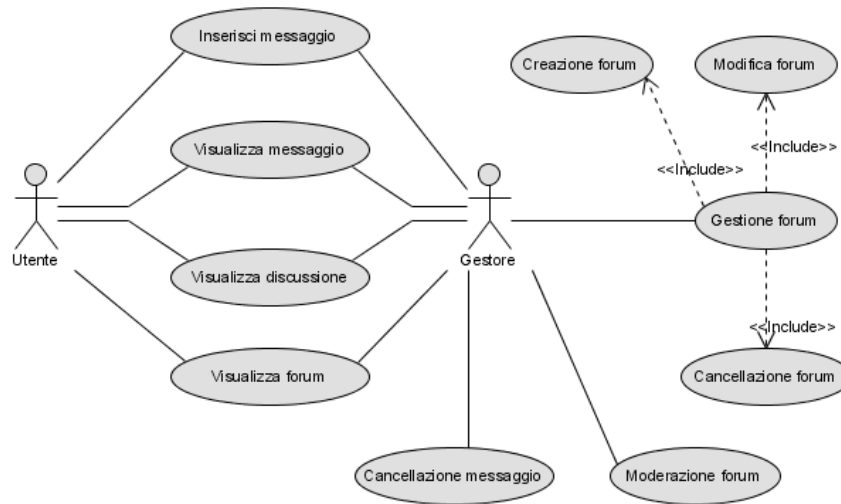 Inserisci messaggio
Creazione forum
Modifica forum
Visualizza messaggio
<<Include>>
<<Include>>
Utente
Gestore
Gestione forum
Visualizza discussione
<<Include>>
Visualizza forum
Cancellazione forum
Cancellazione messaggio
Moderazione forum